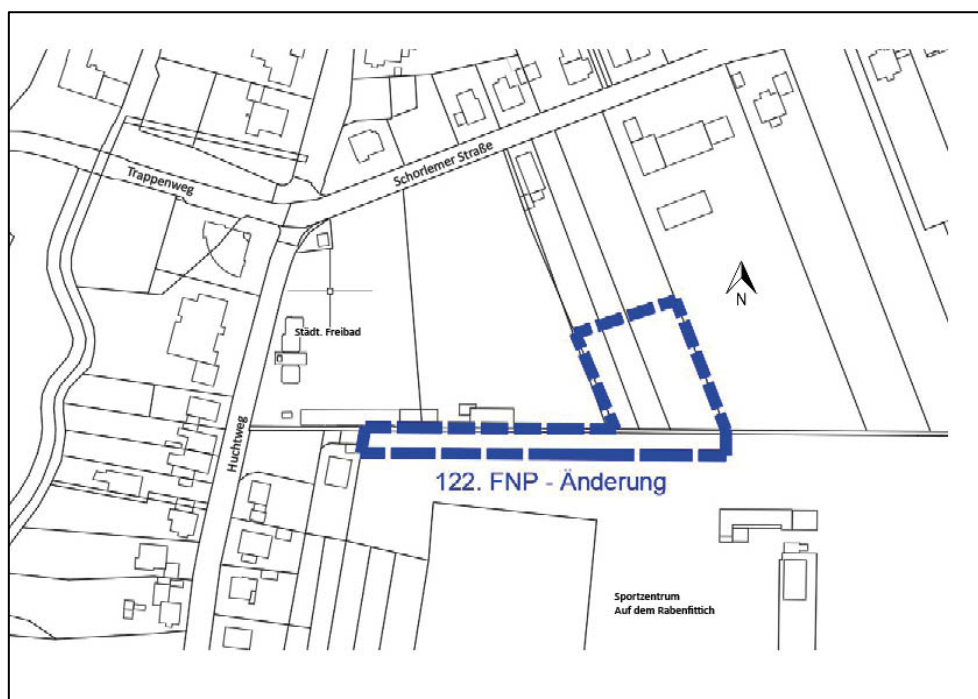 Trappenweg
Schorlemer Straße
N
Städt. Freibad
Huchtweg
122. FNP - Änderung
Sportzentrum
Auf dem Rabenfittich